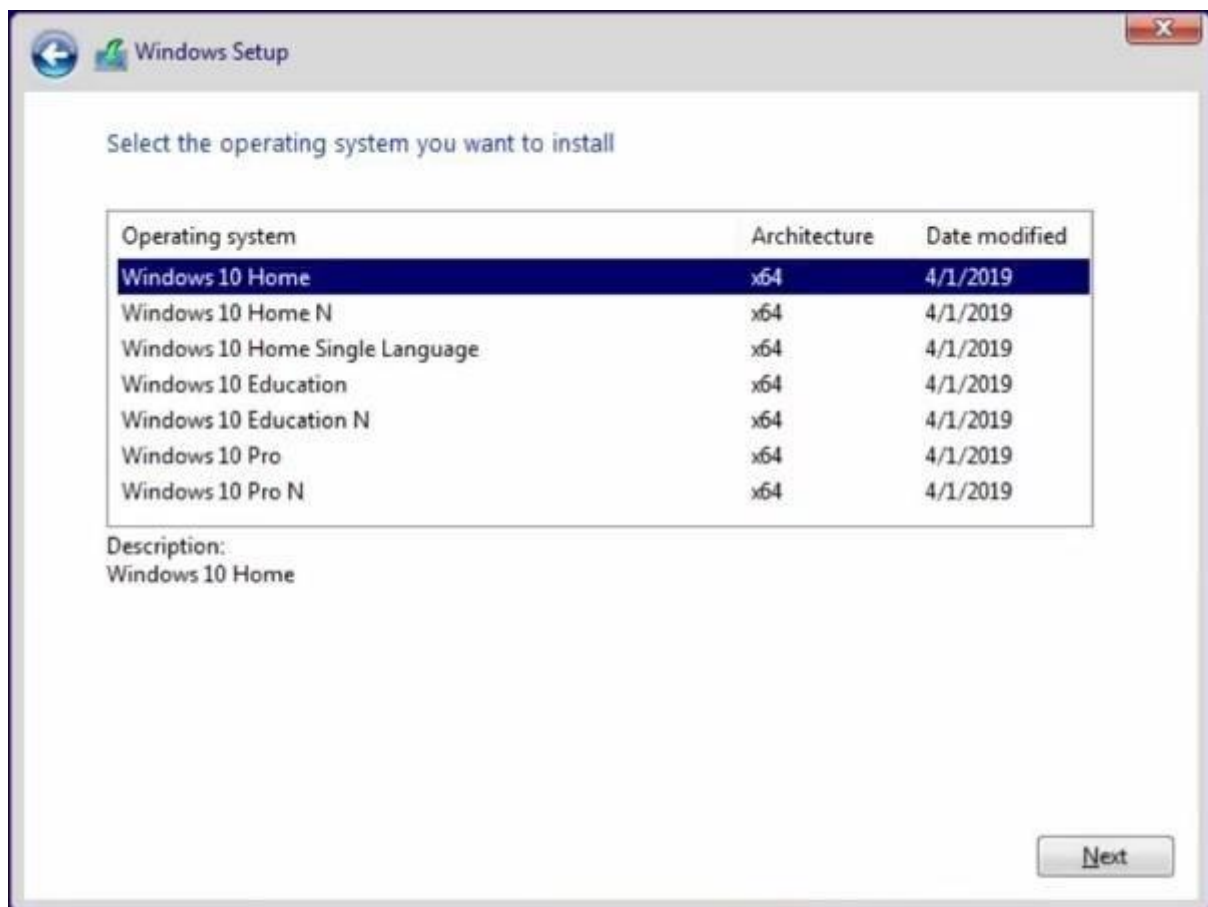 Windows Setup
Select the operating system you want to install
Operating system Architecture Date modified
Windows 10 Home x64 4/1/2019
Windows 10 Home N x64 4/1/2019
Windows 10 Home Single Language x64 4/1/2019
Windows 10 Education x64 4/1/2019
Windows 10 Education N x64 4/1/2019
Windows 10 Pro x64 4/1/2019
Windows 10 Pro N x64 4/1/2019
Description:
Windows 10 Home
Next